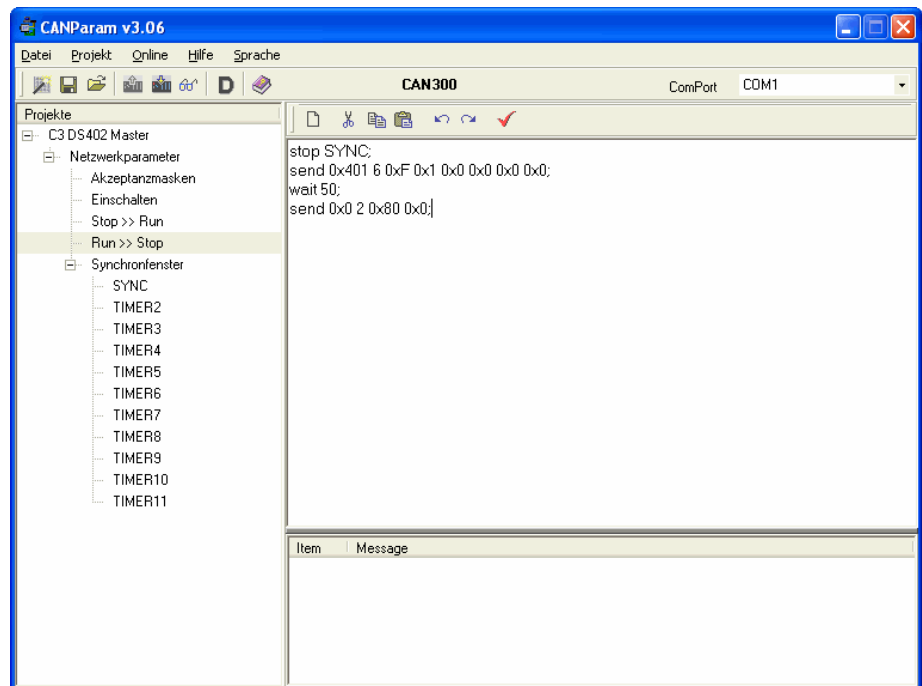 CANParam v3.06
Datei Projekt Online Hilfe Sprache
D CAN300 ComPort COM1
Projekte
C3 DS402 Master
Netzwerkparameter
Akzeptanzmasken
Einschalten
Stop >> Run
Run >> Stop
Synchronfenster
SYNC
TIMER2
TIMER3
TIMER4
TIMER5
TIMER6
TIMER7
TIMER8
TIMER9
TIMER10
TIMER11
stop SYNC;
send 0x401 6 0xF 0x1 0x0 0x0 0x0 0x0;
wait 50;
send 0x0 2 0x80 0x0;
Item Message